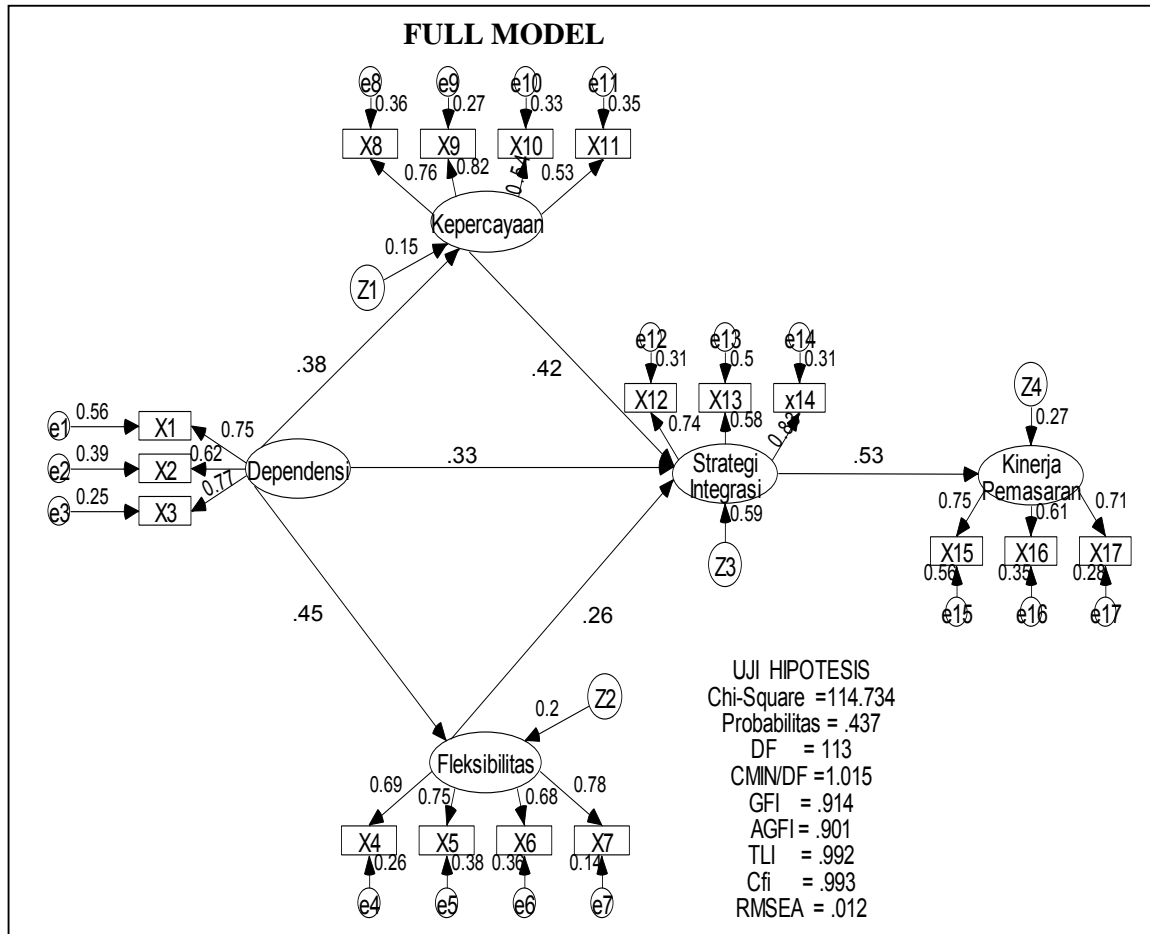 FULL MODEL
e8 e9 e10 e11
0.36 0.27 0.33 0.35
X8 X9 X10 X11
0.76 0.82 0.54 0.53
Kepercayaan
0.15
Z1
.38 .42
e12 e13 e14
0.31 0.5 0.31
X12 X13 x14
0.74 0.58 0.83
Z4
0.27
e1 0.56 X1 0.75
e2 0.39 X2 0.62
e3 0.25 X3 0.77
Dependensi
.33
Strategi
Integrasi
.53
Kinerja
Pemasaran
0.59
Z3
0.75 0.61 0.71
X15 X16 X17
0.56 0.35 0.28
e15 e16 e17
.45 .26
Z2
0.2
Fleksibilitas
0.69 0.75 0.68 0.78
X4 X5 X6 X7
0.26 0.38 0.36 0.14
e4 e5 e6 e7
UJI HIPOTESIS
Chi-Square =114.734
Probabilitas = .437
DF = 113
CMIN/DF =1.015
GFI = .914
AGFI = .901
TLI = .992
Cfi = .993
RMSEA = .012